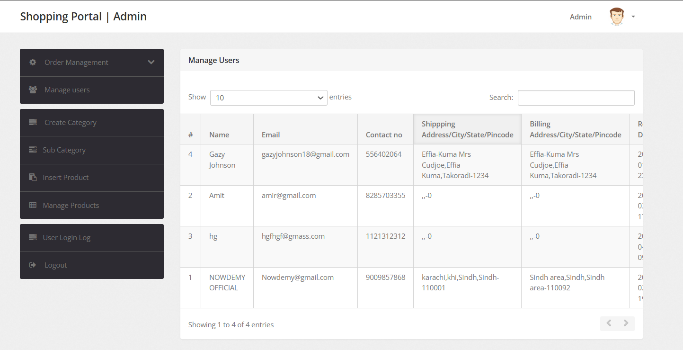 Shopping Portal | Admin
Admin
Order Management
Manage users
Create Category
Sub Category
Insert Product
Manage Products
User Login Log
Logout
Manage Users
Show 10 entries
Search:
# Name Email Contact no Shippping Address/City/State/Pincode Billing Address/City/State/Pincode
4 Gazy Johnson gazyjohnson18@gmail.com 556402064 Effia Kuma Mrs Cudjoe,Effia Kuma,Takoradi-1234 Effia Kuma Mrs Cudjoe,Effia Kuma,Takoradi-1234
2 Amit amir@gmail.com 8285703355 ,,-0 ,,-0
3 hg hgfhgf@gmass.com 1121312312 ,, 0 ,, 0
1 NOWDEMY OFFICIAL Nowdemy@gmail.com 9009857868 karachi,khi,Sindh,Sindh-110001 Sindh area,Sindh,Sindh area-110092
Showing 1 to 4 of 4 entries